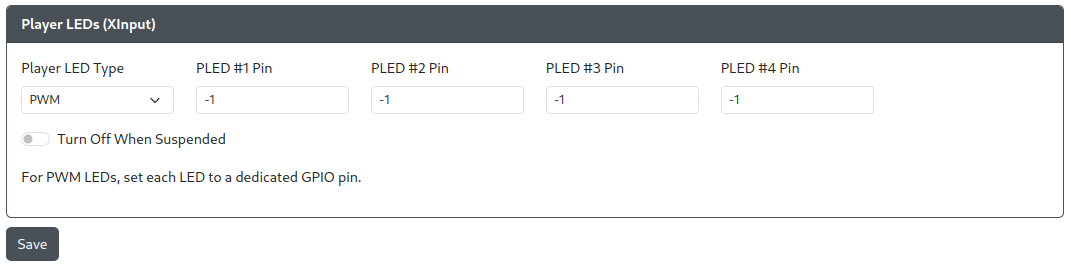 Player LEDs (XInput)
Player LED Type PLED #1 Pin PLED #2 Pin PLED #3 Pin PLED #4 Pin
PWM -1 -1 -1 -1
Turn Off When Suspended
For PWM LEDs, set each LED to a dedicated GPIO pin.
Save